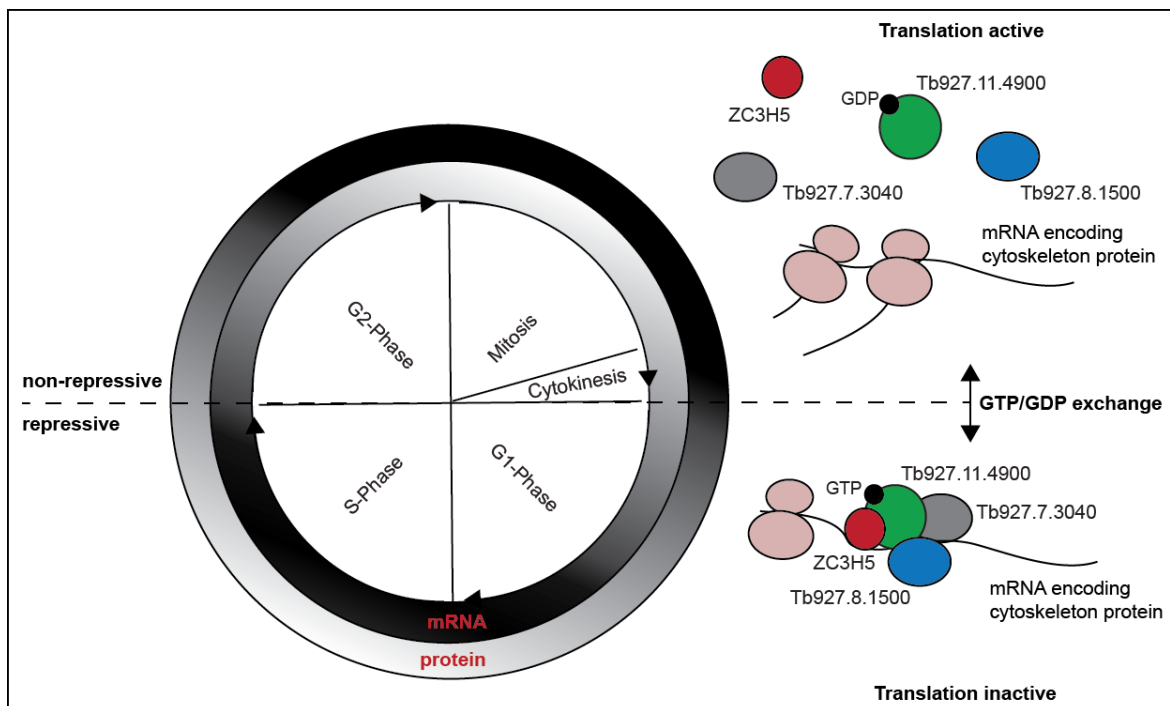 Translation active
Tb927.11.4900
GDP
ZC3H5
Tb927.7.3040
Tb927.8.1500
mRNA encoding
cytoskeleton protein
G2-Phase
Mitosis
Cytokinesis
non-repressive
repressive
GTP/GDP exchange
S-Phase
G1-Phase
Tb927.11.4900
GTP
Tb927.7.3040
ZC3H5
Tb927.8.1500
mRNA encoding
cytoskeleton protein
mRNA
protein
Translation inactive